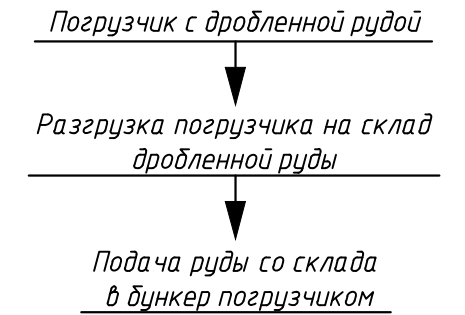 Погрузчик с дробленной рудой
Разгрузка погрузчика на склад
дробленной руды
Подача руды со склада
в бункер погрузчиком